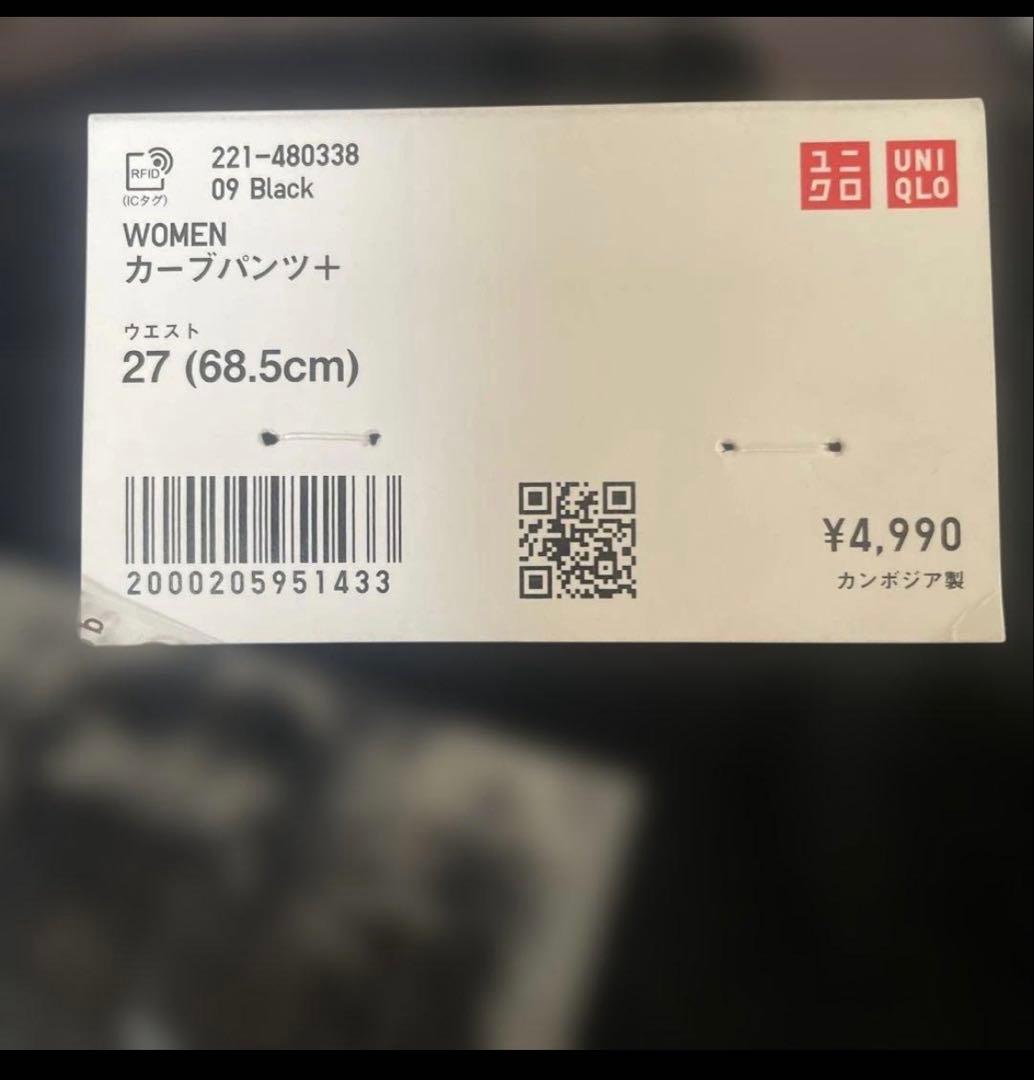 RFID
(ICタグ)
221-480338
09 Black
ユニ
クロ
UNI
QLO
WOMEN
カーブパンツ+
ウエスト
27 (68.5cm)
2000205951433
¥4,990
カンボジア製